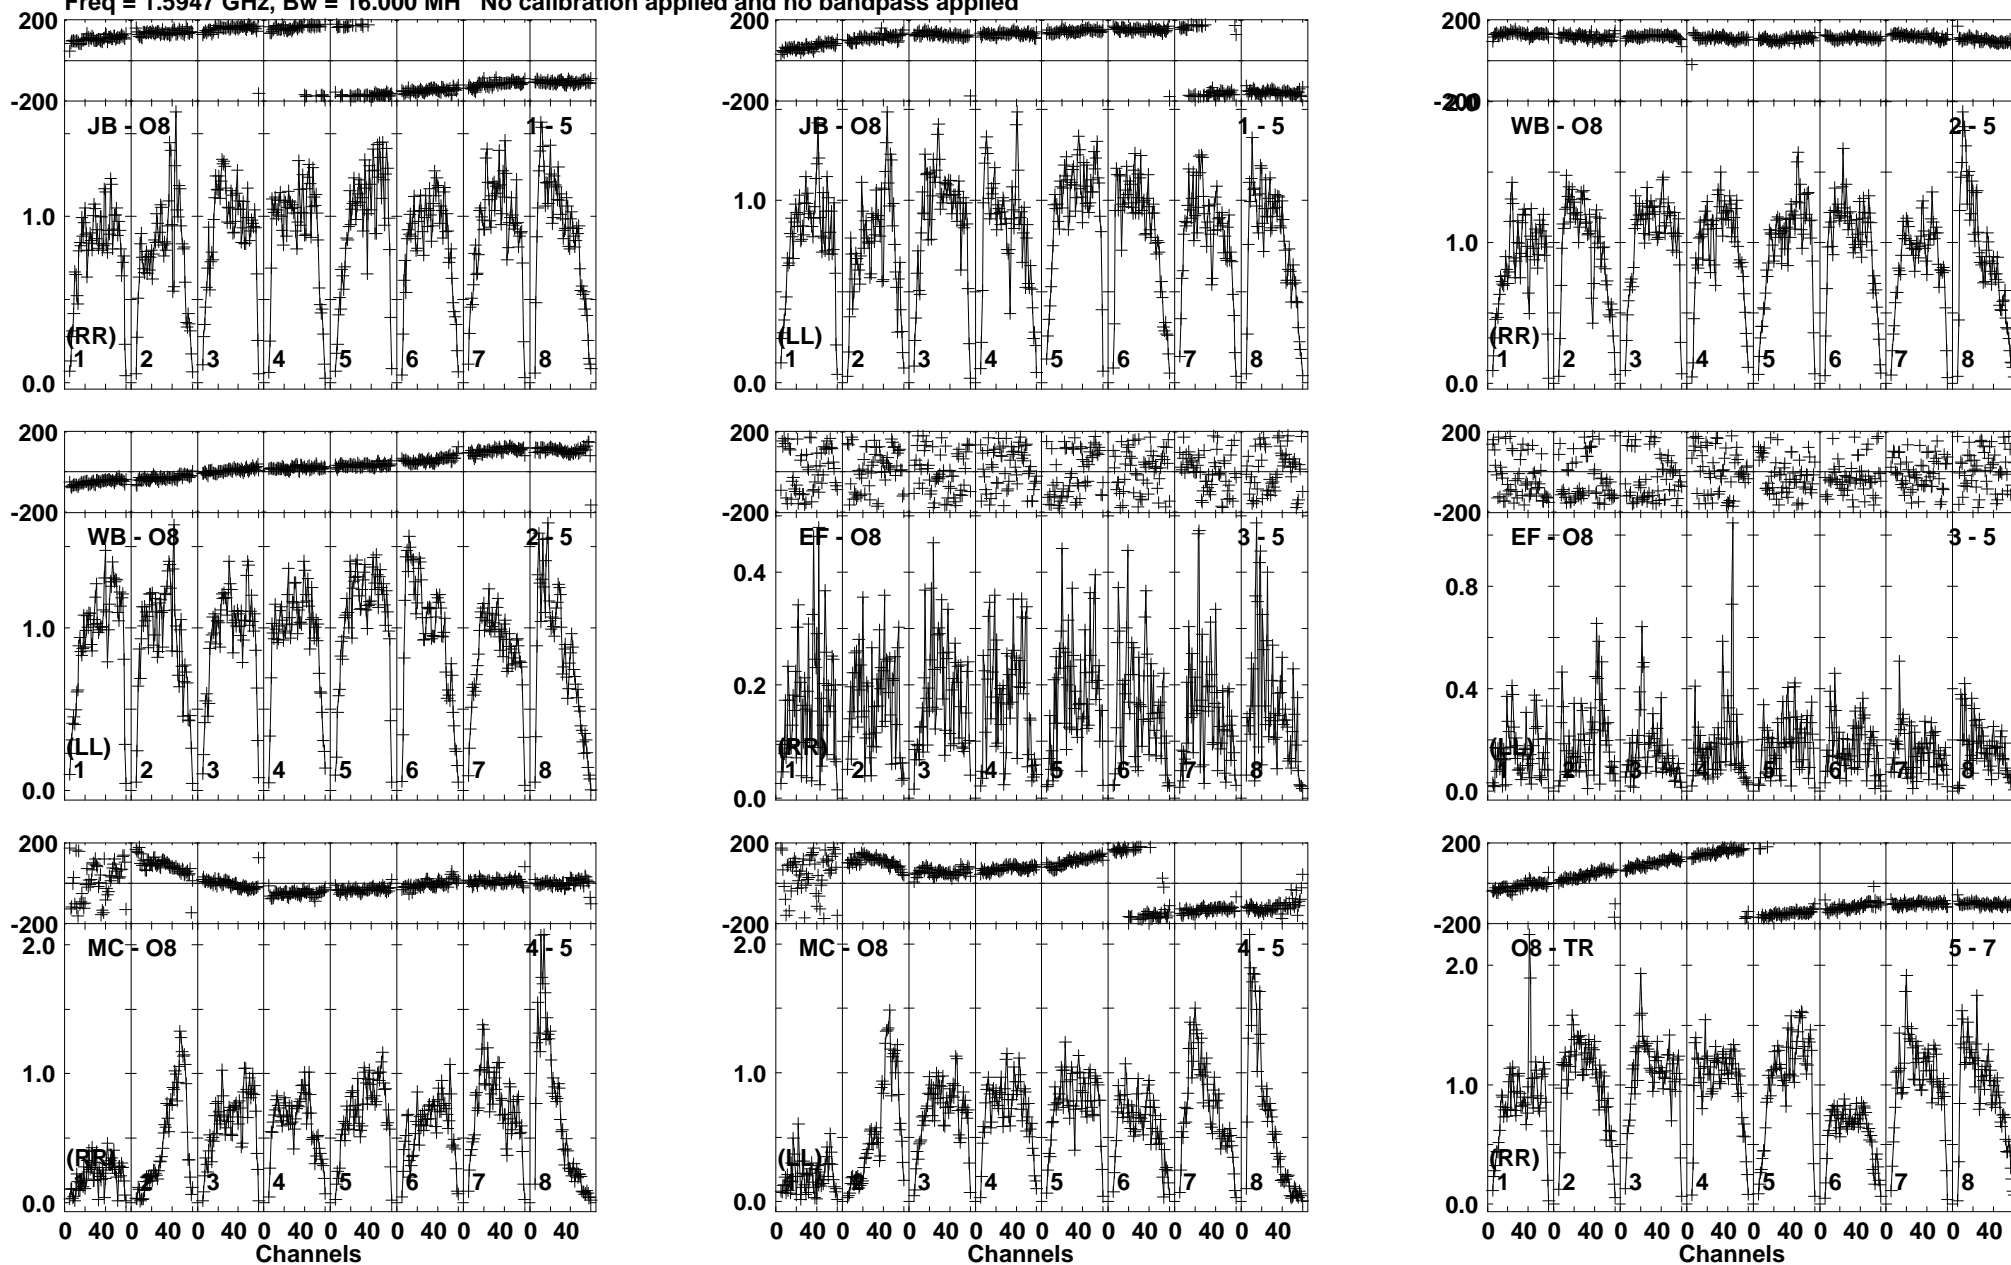 Freq = 1.5947 GHz, Bw = 16.000 MH No calibration applied and no bandpass applied
200 200 200
-200 -200 -200 2.0
JB - O8 1 - 5 JB - O8 1 - 5 WB - O8 2 - 5
1.0 1.0 1.0
(RR) (LL) (RR)
1 2 3 4 5 6 7 8 1 2 3 4 5 6 7 8 1 2 3 4 5 6 7 8
0.0 0.0 0.0
200 200 200
-200 -200 -200
WB - O8 2 - 5 EF - O8 3 - 5 EF - O8 3 - 5
1.0 0.4 0.8
0.2 0.4
(LL) (RR) (LL)
1 2 3 4 5 6 7 8 1 2 3 4 5 6 7 8 1 2 3 4 5 6 7 8
0.0 0.0 0.0
200 200 200
-200 -200 -200
2.0 MC - O8 4 - 5 2.0 MC - O8 4 - 5 2.0 O8 - TR 5 - 7
1.0 1.0 1.0
(RR) (LL) (RR)
1 2 3 4 5 6 7 8 1 2 3 4 5 6 7 8 1 2 3 4 5 6 7 8
0.0 0.0 0.0
0 40 0 40 0 40 0 40 0 40 0 40 0 40 0 40 0 40 0 40 0 40 0 40 0 40 0 40 0 40 0 40 0 40 0 40 0 40 0 40 0 40 0 40 0 40 0 40
Channels Channels Channels